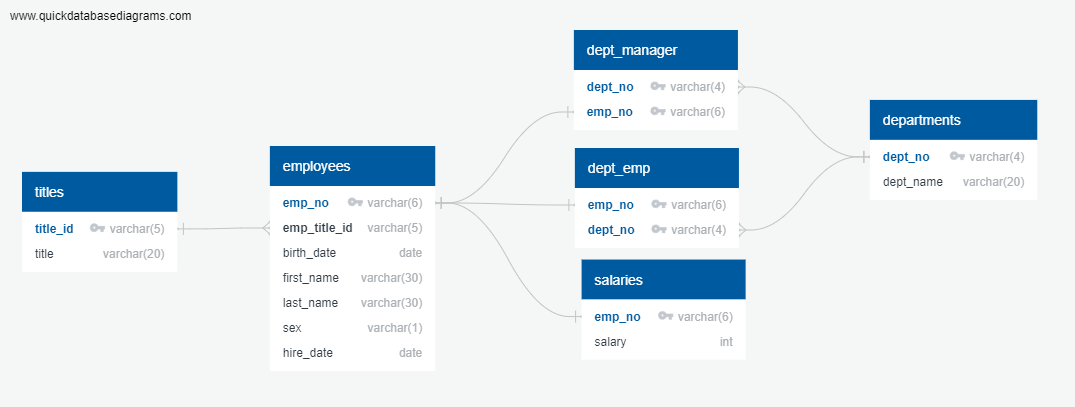 www.quickdatabasediagrams.com
titles
title_id varchar(5)
title varchar(20)
employees
emp_no varchar(6)
emp_title_id varchar(5)
birth_date date
first_name varchar(30)
last_name varchar(30)
sex varchar(1)
hire_date date
dept_manager
dept_no varchar(4)
emp_no varchar(6)
dept_emp
emp_no varchar(6)
dept_no varchar(4)
salaries
emp_no varchar(6)
salary int
departments
dept_no varchar(4)
dept_name varchar(20)